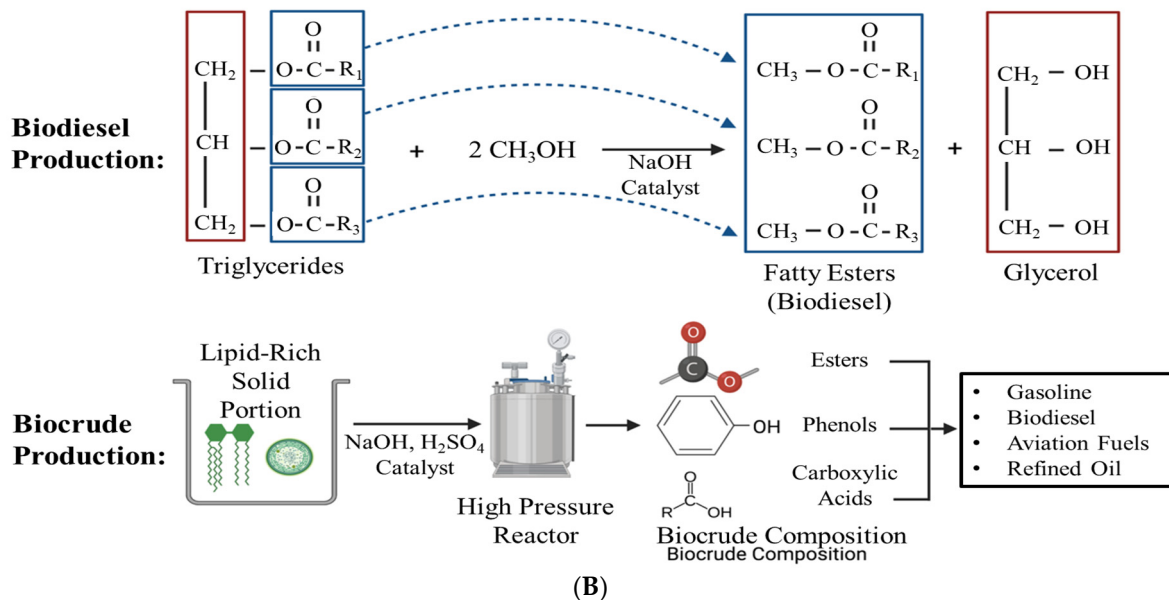 Biodiesel
Production:
O
CH₂ – O-C-R₁
CH – O-C-R₂
O
CH₂ – O-C-R₃
O
Triglycerides
+
2 CH₃OH
NaOH
Catalyst
O
CH₃ – O – C – R₁
O
CH₃ – O – C – R₂
O
CH₃ – O – C – R₃
Fatty Esters
(Biodiesel)
+
CH₂ – OH
CH – OH
CH₂ – OH
Glycerol
Biocrude
Production:
Lipid-Rich
Solid
Portion
NaOH, H₂SO₄
Catalyst
High Pressure
Reactor
O
C
O
OH
O
R
OH
Biocrude Composition
Biocrude Composition
Esters
Phenols
Carboxylic
Acids
• Gasoline
• Biodiesel
• Aviation Fuels
• Refined Oil
(B)